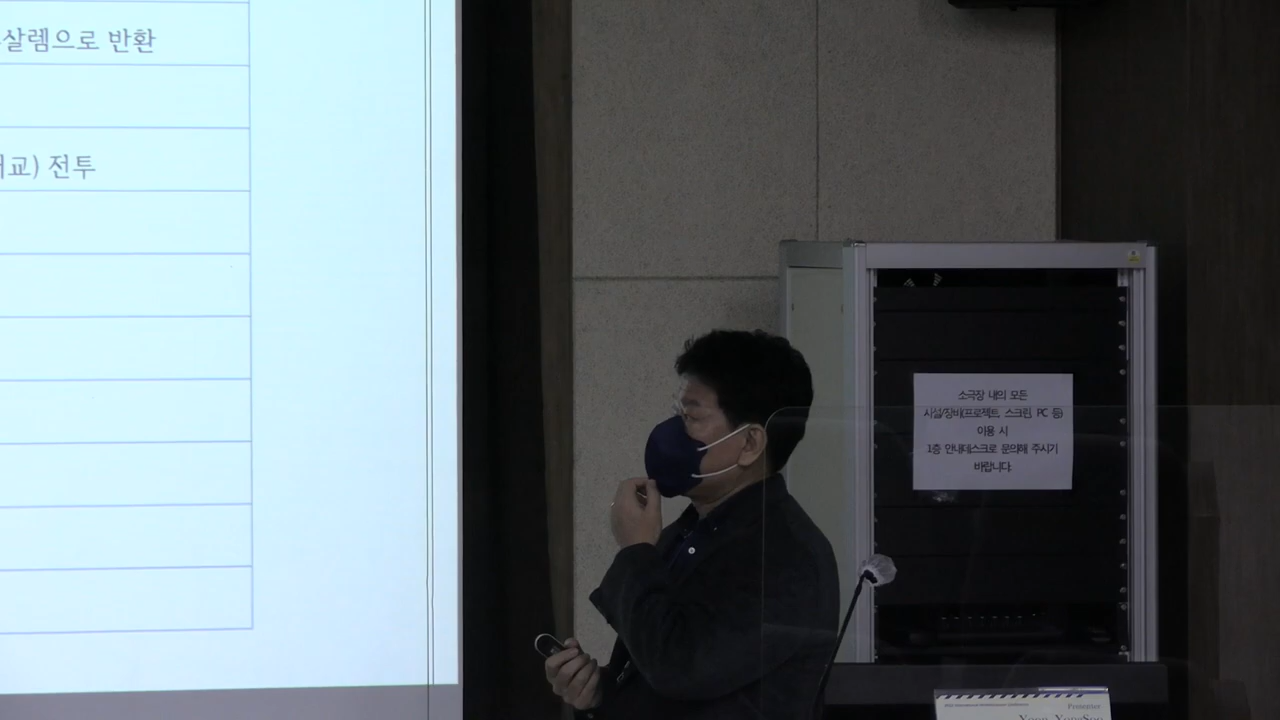 살렘으로 반환
교) 전투
소극장 내의 모든
시설/장비(프로젝트, 스크린, PC 등)
이용 시
1층 안내데스크로 문의해 주시기
바랍니다.
Presenter